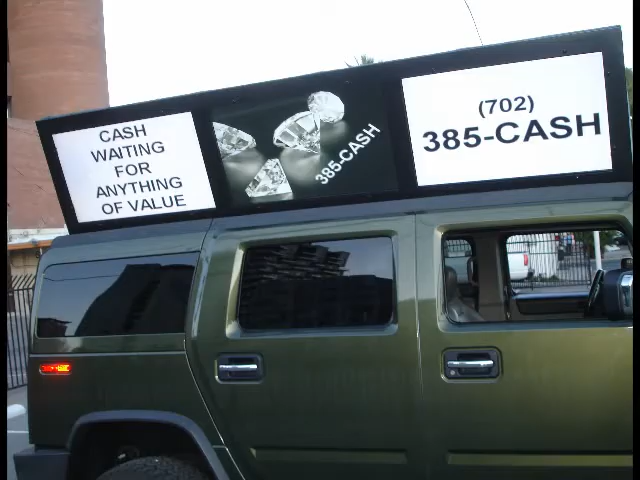 CASH
WAITING
FOR
ANYTHING
OF VALUE
385-CASH
(702)
385-CASH